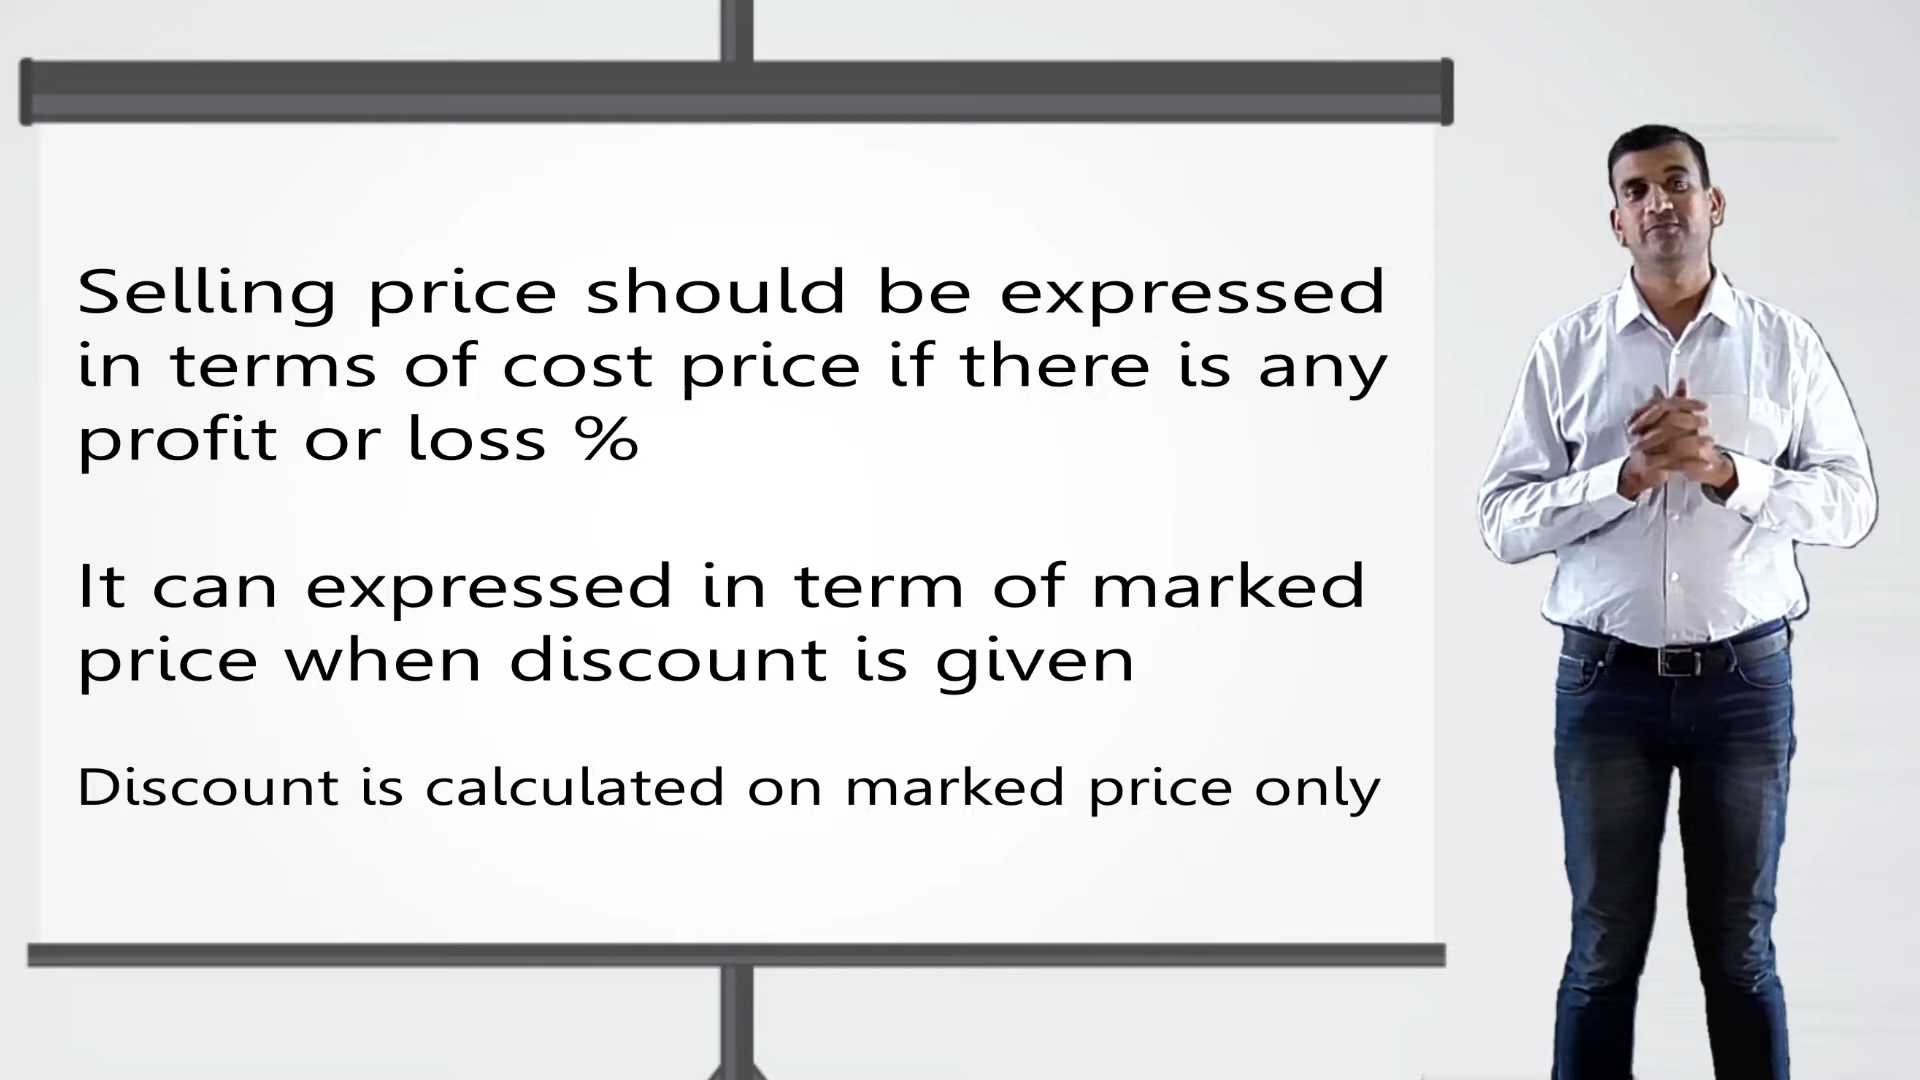 Selling price should be expressed
in terms of cost price if there is any
profit or loss %
It can expressed in term of marked
price when discount is given
Discount is calculated on marked price only